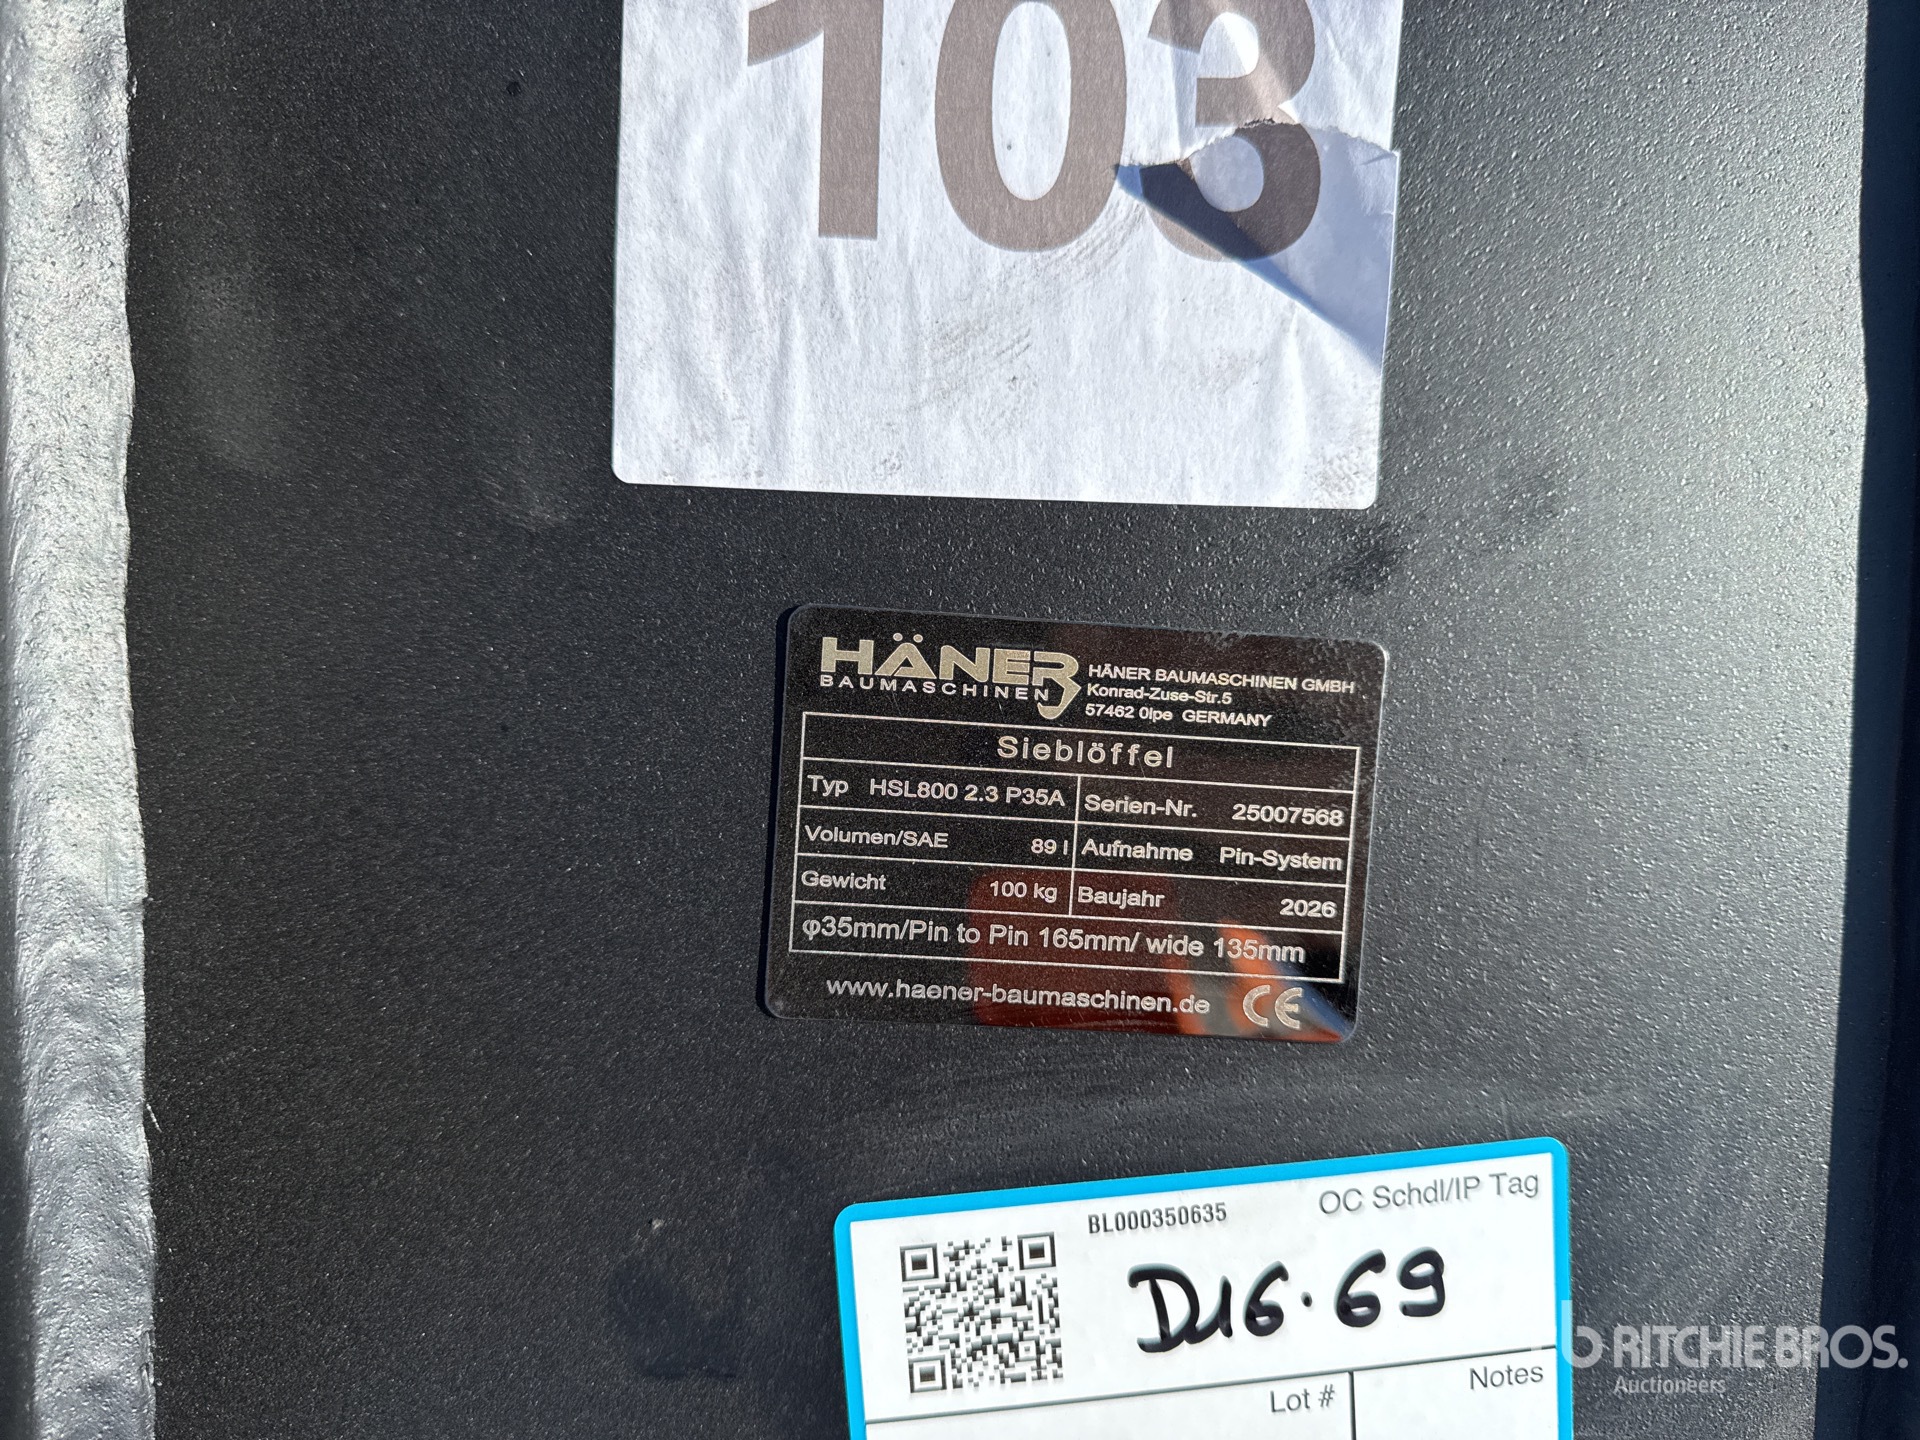 103
HÄNER
BAUMASCHINEN
HÄNER BAUMASCHINEN GMBH
Konrad-Zuse-Str.5
57462 Olpe GERMANY
Sieblöffel
Typ HSL800 2.3 P35A
Serien-Nr. 25007568
Volumen/SAE 89 l
Aufnahme Pin-System
Gewicht 100 kg
Baujahr 2026
φ35mm/Pin to Pin 165mm/ wide 135mm
www.haener-baumaschinen.de CE
BL000350635
OC Schdl/IP Tag
D16.69
Lot #
Notes
RITCHIE BROS.
Auctioneers